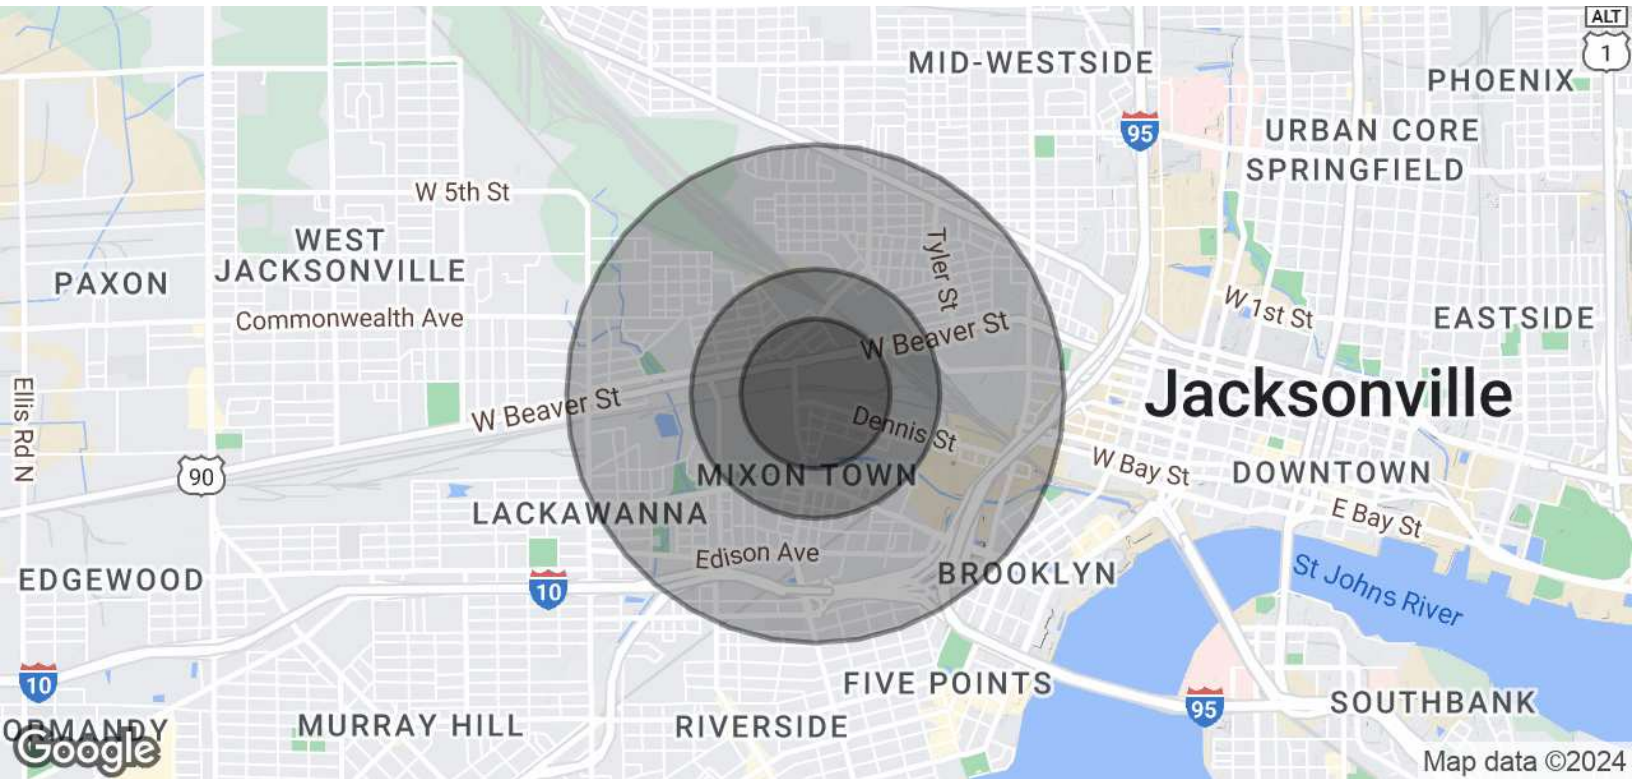 ALT
1
MID-WESTSIDE
PHOENIX
95
URBAN CORE
SPRINGFIELD
W 5th St
WEST
JACKSONVILLE
PAXON
Tyler St
W 1st St
Commonwealth Ave
EASTSIDE
W Beaver St
Jacksonville
Ellis Rd N
W Beaver St
Dennis St
90
MIXON TOWN
W Bay St
DOWNTOWN
LACKAWANNA
E Bay St
Edison Ave
EDGEWOOD
10
BROOKLYN
St Johns River
10
FIVE POINTS
95
SOUTHBANK
ORMANDY
MURRAY HILL
RIVERSIDE
Google
Map data ©2024